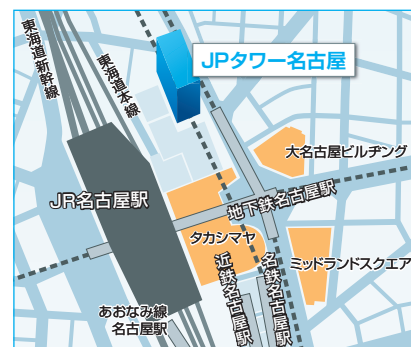 東海道新幹線
東海道本線
JPタワー名古屋
大名古屋ビルヂング
JR名古屋駅
地下鉄名古屋駅
タカシマヤ
ミッドランドスクエア
近鉄名古屋駅
名鉄名古屋駅
あおなみ線
名古屋駅